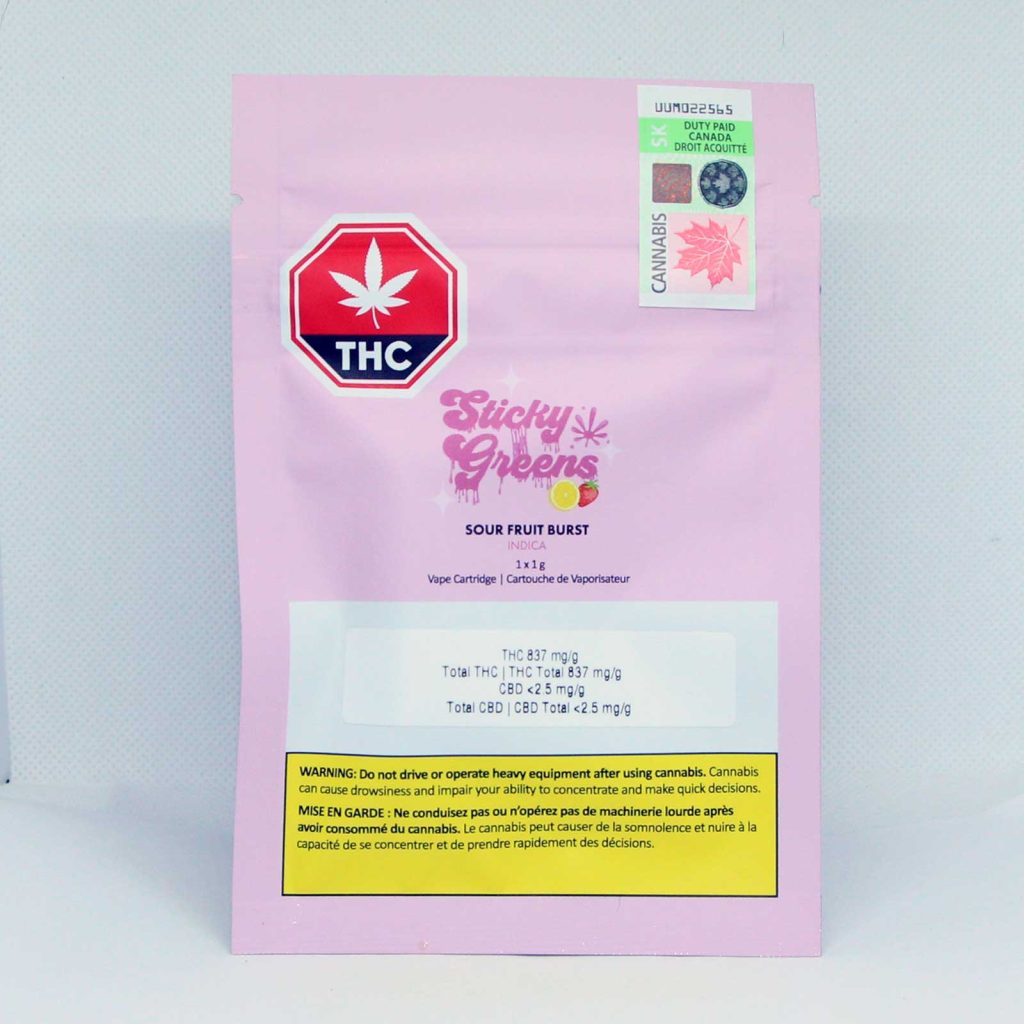 UUM022565
SK
DUTY PAID
CANADA
DROIT ACQUITTÉ
CANNABIS
THC
Sticky
Greens
SOUR FRUIT BURST
INDICA
1 x 1 g
Vape Cartridge | Cartouche de Vaporisateur
THC 837 mg/g
Total THC | THC Total 837 mg/g
CBD <2.5 mg/g
Total CBD | CBD Total <2.5 mg/g
WARNING: Do not drive or operate heavy equipment after using cannabis. Cannabis
can cause drowsiness and impair your ability to concentrate and make quick decisions.
MISE EN GARDE : Ne conduisez pas ou n’opérez pas de machinerie lourde après
avoir consommé du cannabis. Le cannabis peut causer de la somnolence et nuire à la
capacité de se concentrer et de prendre rapidement des décisions.